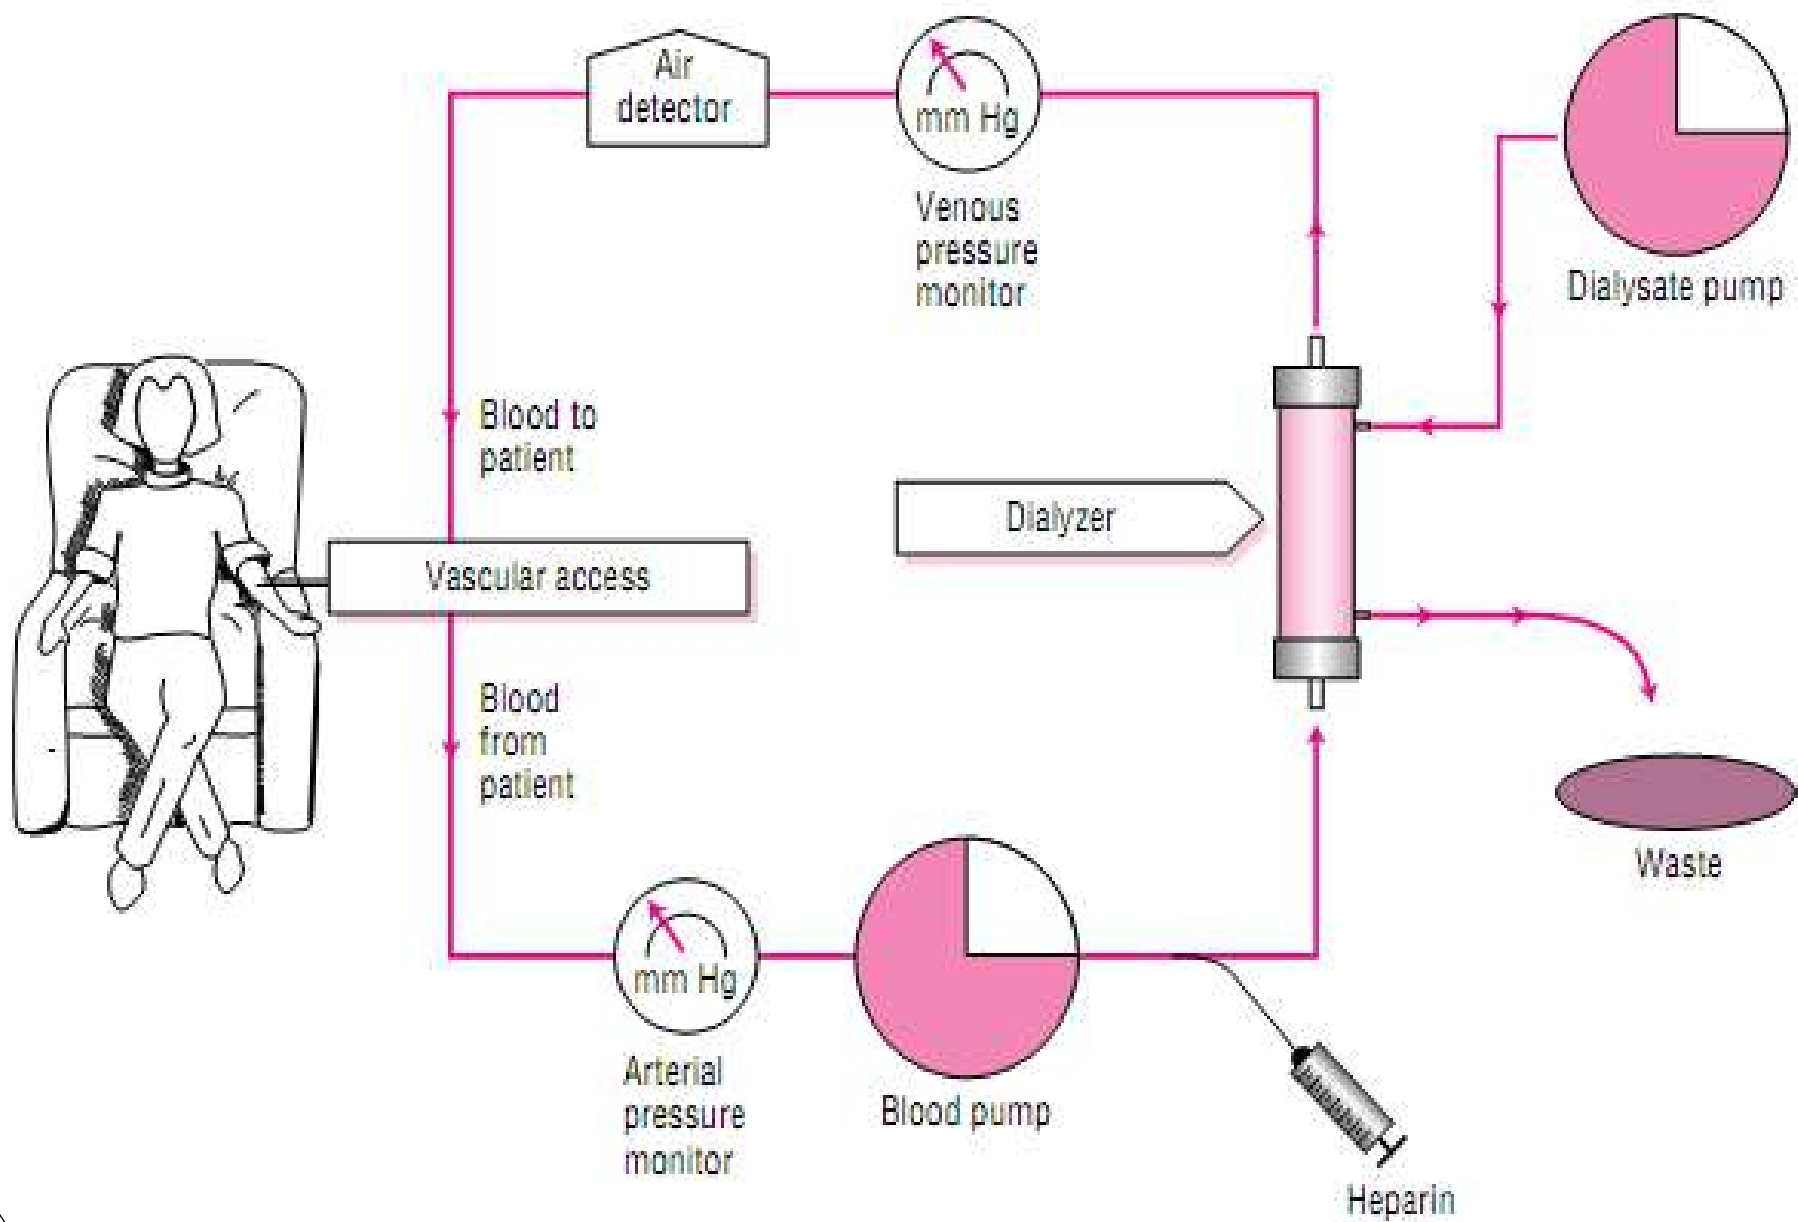 Air
detector
mm Hg
Venous
pressure
monitor
Dialysate pump
Blood to
patient
Dialyzer
Vascular access
Blood
from
patient
Waste
mm Hg
Arterial
pressure
monitor
Blood pump
Heparin